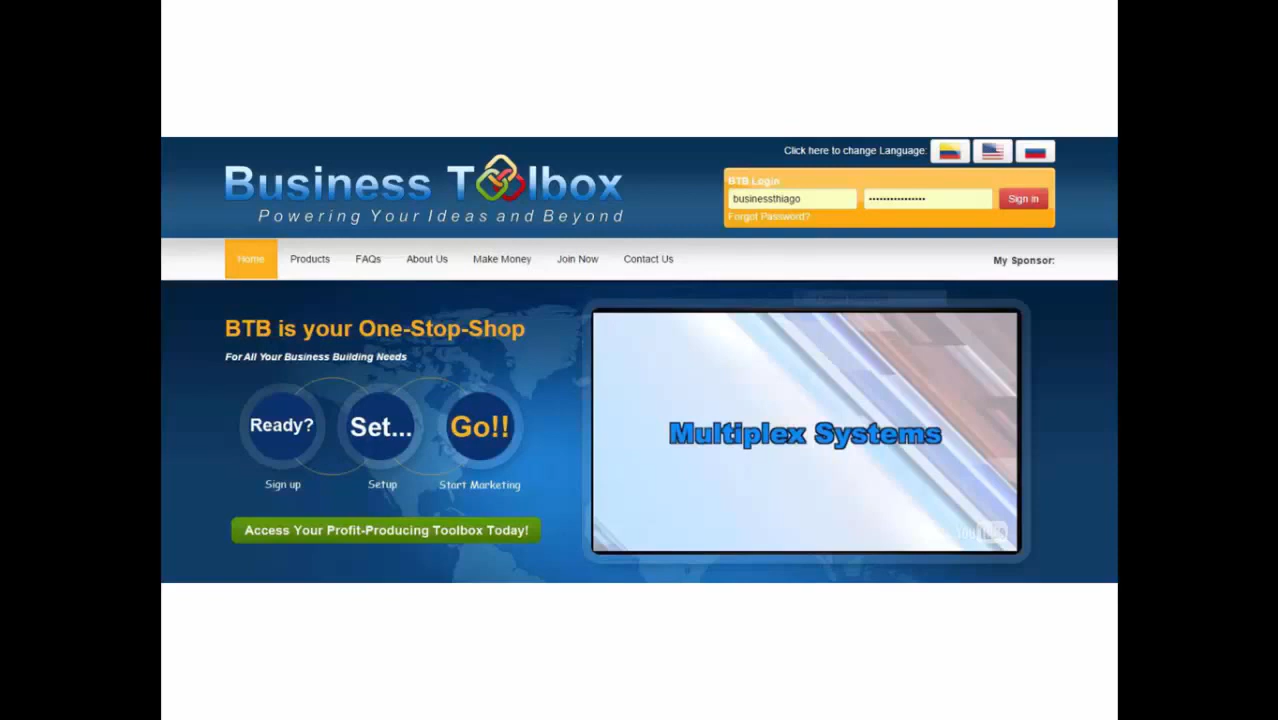 Click here to change Language:
Business Toolbox
Powering Your Ideas and Beyond
BTB Login
businessthiago
••••••••••••••••
Sign in
Forgot Password?
Home Products FAQs About Us Make Money Join Now Contact Us My Sponsor:
BTB is your One-Stop-Shop
For All Your Business Building Needs
Ready? Set... Go!!
Sign up Setup Start Marketing
Access Your Profit-Producing Toolbox Today!
Multiplex Systems
YouTube